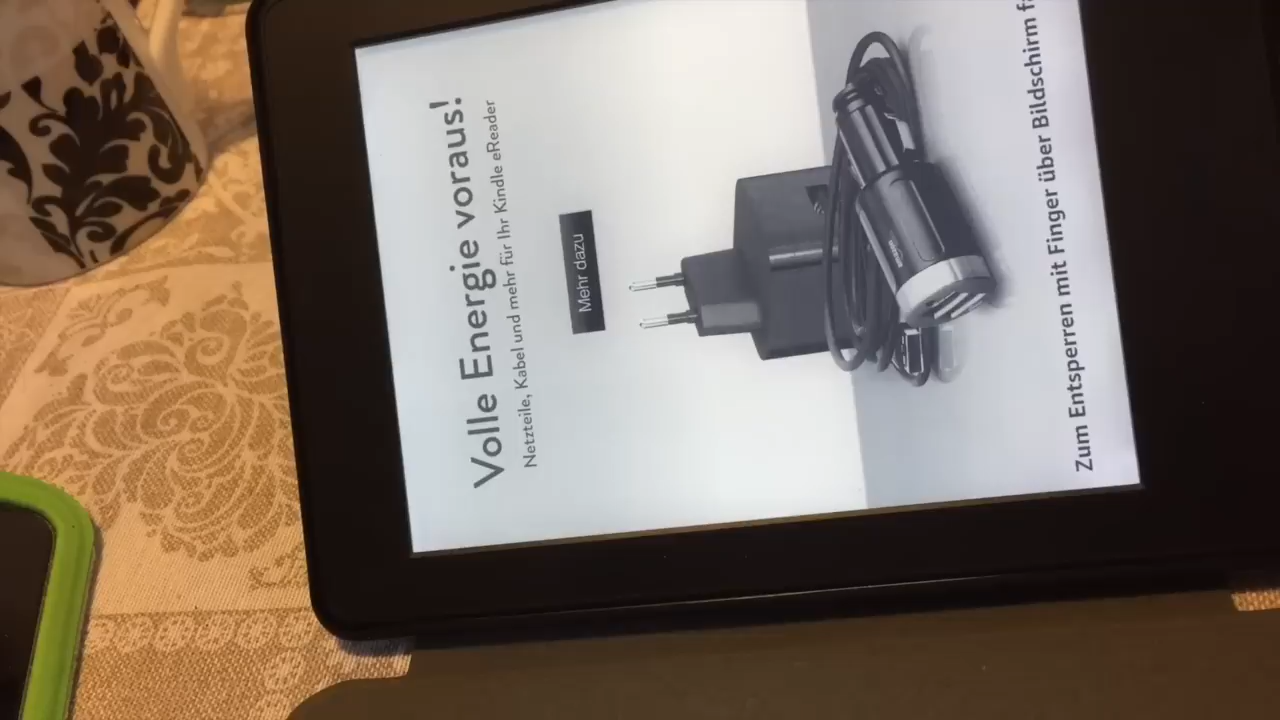 Volle Energie voraus!
Netzteile, Kabel und mehr für Ihr Kindle eReader
Mehr dazu
Zum Entsperren mit Finger über Bildschirm